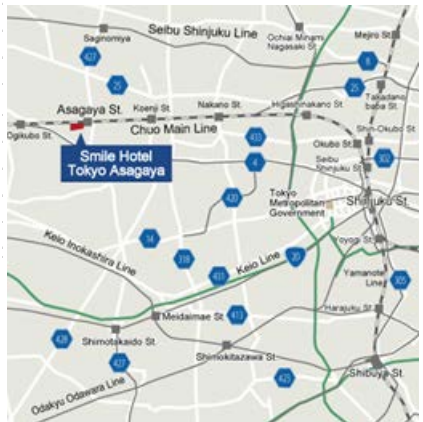 Seibu Shinjuku Line
Saginomiya
Ochiai Minami
Nagasaki St.
Mejiro St.
427
8
25
25
Takadano
baba St.
Asagaya St.
Koenji St.
Nakano St.
Higashinakano St.
Ogikubo St.
Chuo Main Line
Shin-Okubo St.
433
Okubo St.
Smile Hotel
Tokyo Asagaya
4
Seibu
Shinjuku St.
302
420
Tokyo
Metropolitan
Government
Shinjuku St.
14
318
Yoyogi St.
Keio Inokashira Line
Keio Line
20
431
Yamanote
Line
305
Meidaimae St.
413
Harajuku St.
428
Shimotakaido St.
Shimokitazawa St.
427
Shibuya St.
Odakyu Odawara Line
423